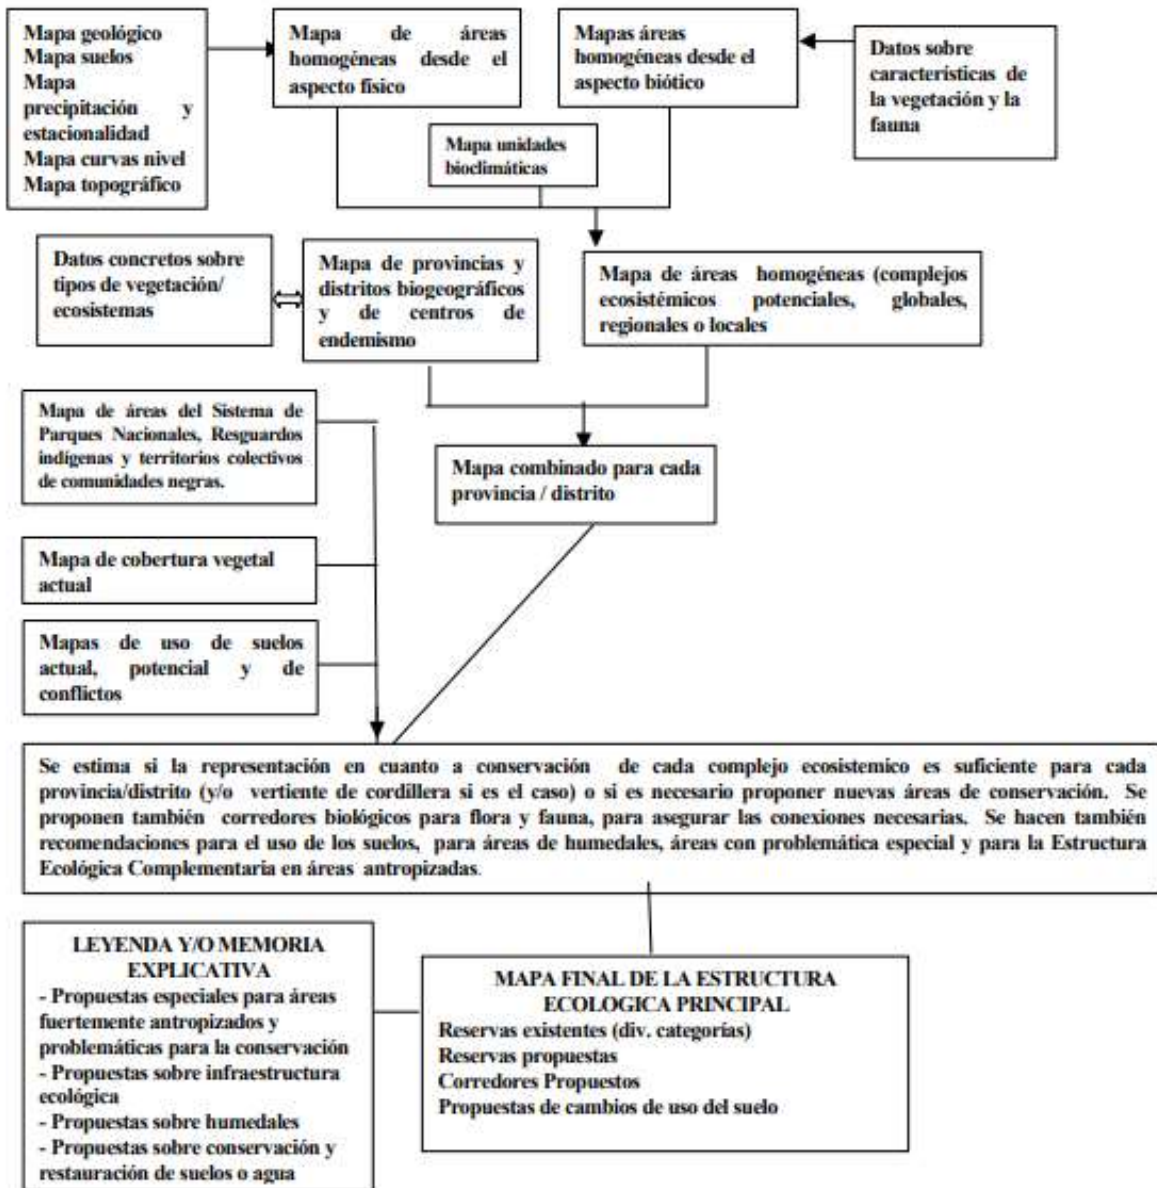 Mapa geológico
Mapa suelos
Mapa
precipitación y
estacionalidad
Mapa curvas nivel
Mapa topográfico
Mapa de áreas
homogéneas desde el
aspecto físico
Mapas áreas
homogéneas desde el
aspecto biótico
Datos sobre
características de
la vegetación y la
fauna
Mapa unidades
bioclimáticas
Datos concretos sobre
tipos de vegetación/
ecosistemas
Mapa de provincias y
distritos biogeográficos
y de centros de
endemismo
Mapa de áreas homogéneas (complejos
ecosistémicos potenciales, globales,
regionales o locales
Mapa de áreas del Sistema de
Parques Nacionales, Resguardos
indígenas y territorios colectivos
de comunidades negras.
Mapa combinado para cada
provincia / distrito
Mapa de cobertura vegetal
actual
Mapas de uso de suelos
actual, potencial y de
conflictos
Se estima si la representación en cuanto a conservación de cada complejo ecosistemico es suficiente para cada
provincia/distrito (y/o vertiente de cordillera si es el caso) o si es necesario proponer nuevas áreas de conservación. Se
proponen también corredores biológicos para flora y fauna, para asegurar las conexiones necesarias. Se hacen también
recomendaciones para el uso de los suelos, para áreas de humedales, áreas con problemática especial y para la Estructura
Ecológica Complementaria en áreas antropizadas.
LEYENDA Y/O MEMORIA
EXPLICATIVA
- Propuestas especiales para áreas
fuertemente antropizados y
problemáticas para la conservación
- Propuestas sobre infraestructura
ecológica
- Propuestas sobre humedales
- Propuestas sobre conservación y
restauración de suelos o agua
MAPA FINAL DE LA ESTRUCTURA
ECOLOGICA PRINCIPAL
Reservas existentes (div. categorías)
Reservas propuestas
Corredores Propuestos
Propuestas de cambios de uso del suelo